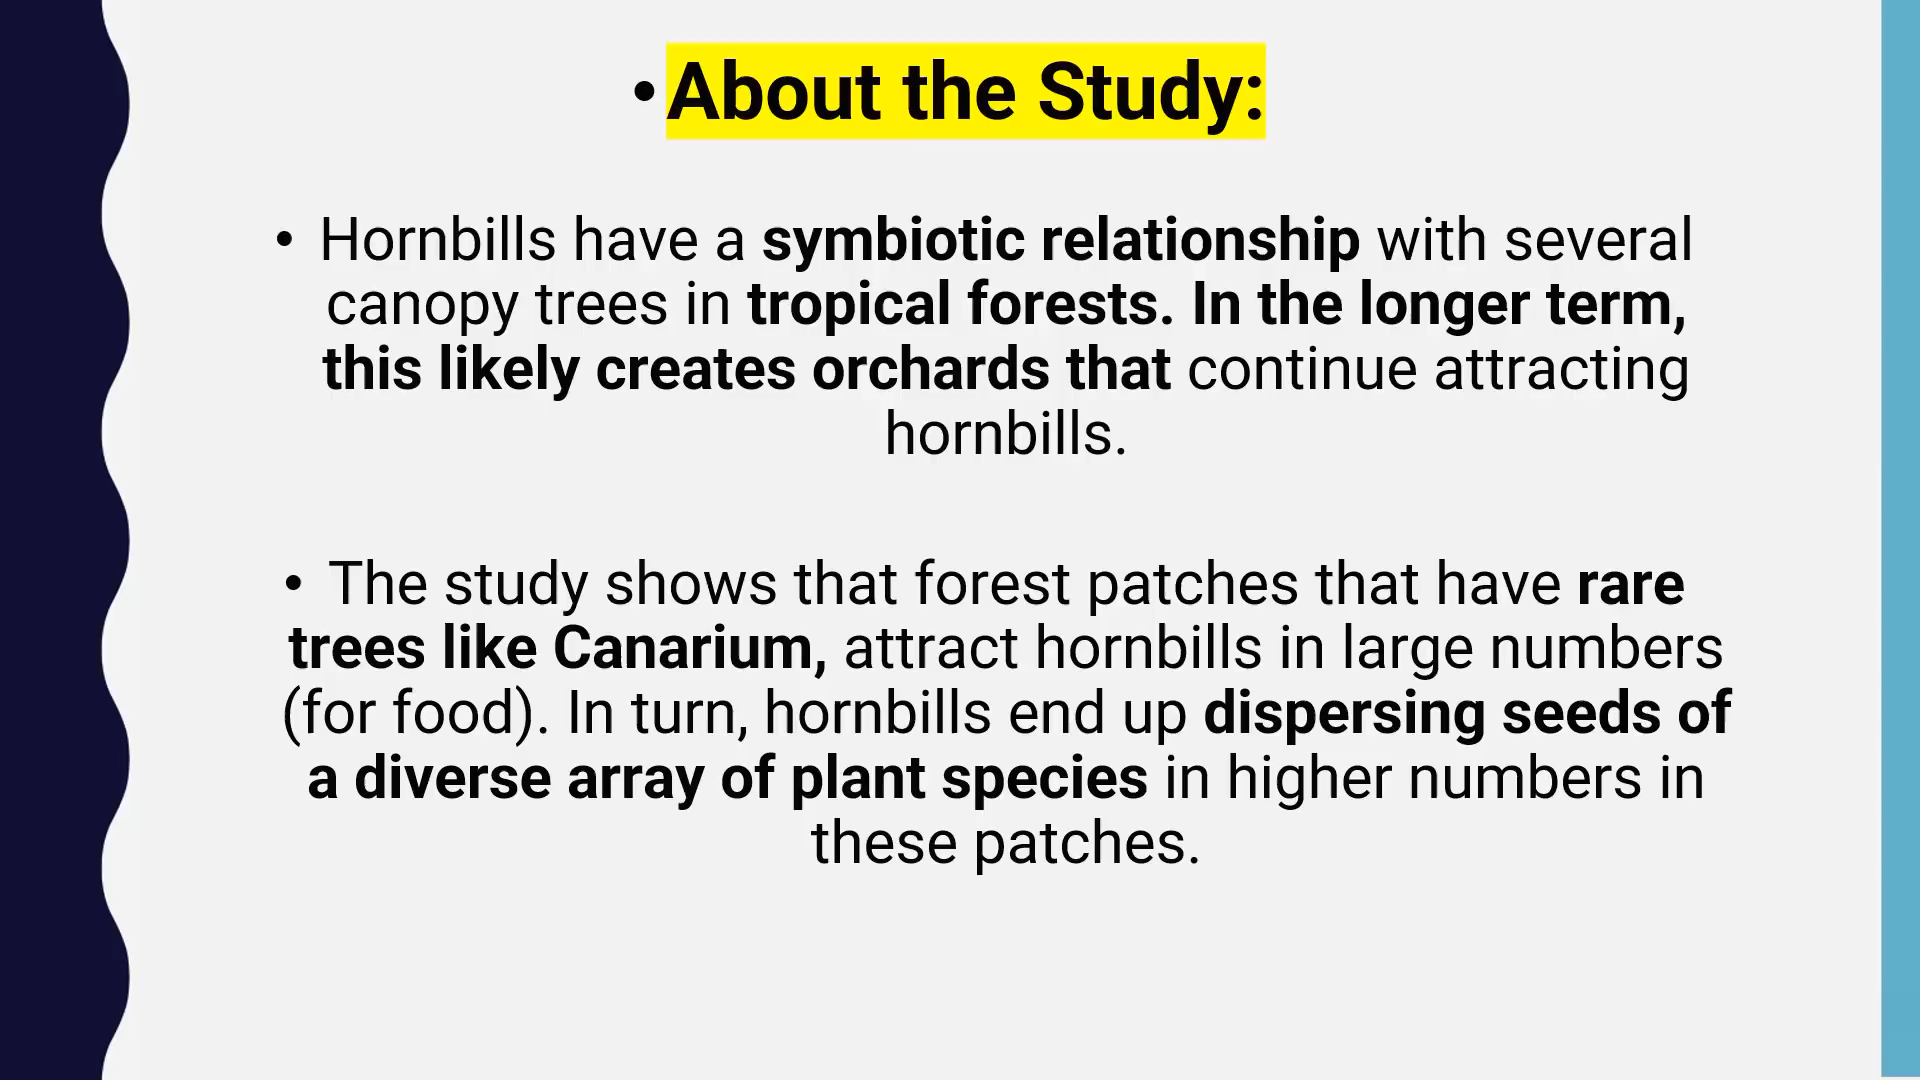 • About the Study:
• Hornbills have a symbiotic relationship with several
canopy trees in tropical forests. In the longer term,
this likely creates orchards that continue attracting
hornbills.
• The study shows that forest patches that have rare
trees like Canarium, attract hornbills in large numbers
(for food). In turn, hornbills end up dispersing seeds of
a diverse array of plant species in higher numbers in
these patches.